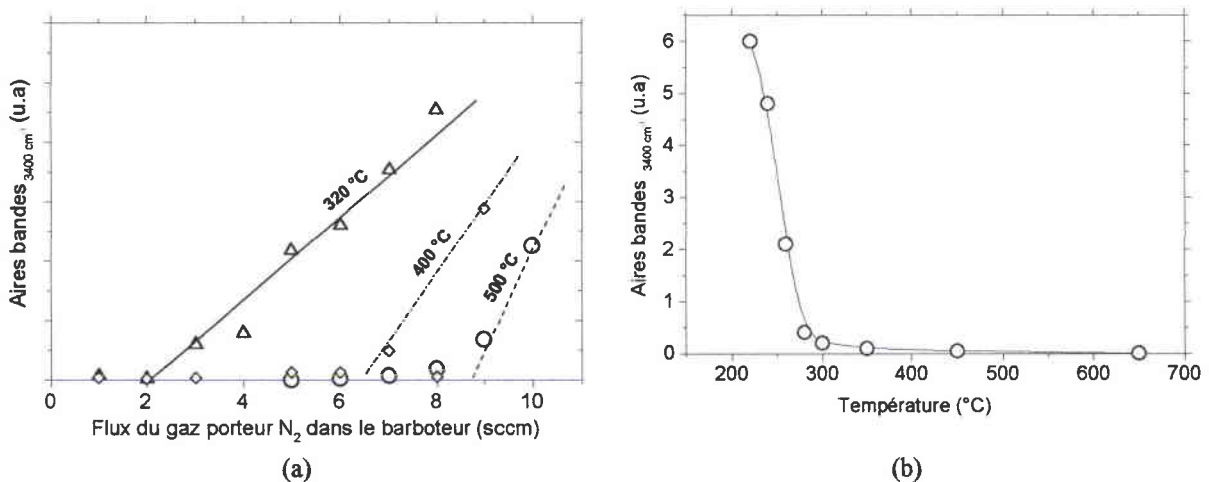 Aires bandes 3400 cm⁻¹ (u.a)
320 °C
400 °C
500 °C
0 2 4 6 8 10
Flux du gaz porteur N₂ dans le barboteur (sccm)
(a)
Aires bandes 3400 cm⁻¹ (u.a)
6
5
4
3
2
1
0
200 300 400 500 600 700
Température (°C)
(b)